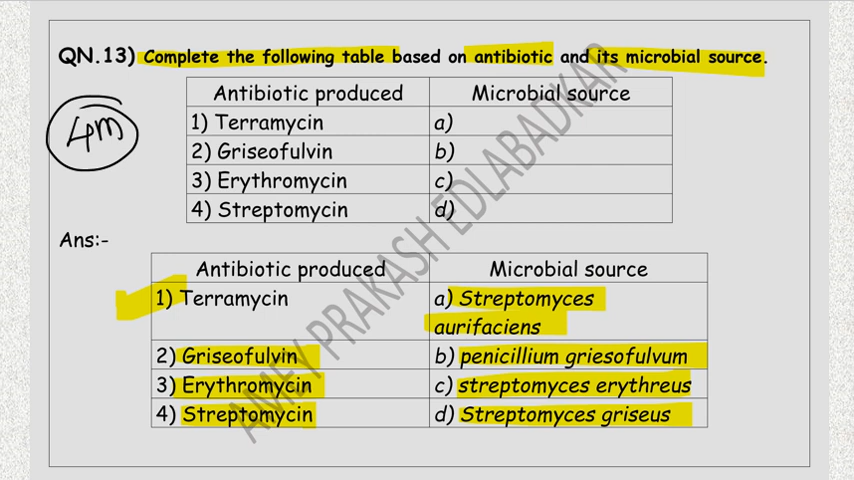 QN.13) Complete the following table based on antibiotic and its microbial source.
4m
Antibiotic produced Microbial source
1) Terramycin a)
2) Griseofulvin b)
3) Erythromycin c)
4) Streptomycin d)
Ans:-
Antibiotic produced Microbial source
1) Terramycin a) Streptomyces
aurifaciens
2) Griseofulvin b) penicillium griesofulvum
3) Erythromycin c) streptomyces erythreus
4) Streptomycin d) Streptomyces griseus
AMEY PRAKASH EDLABADKAR